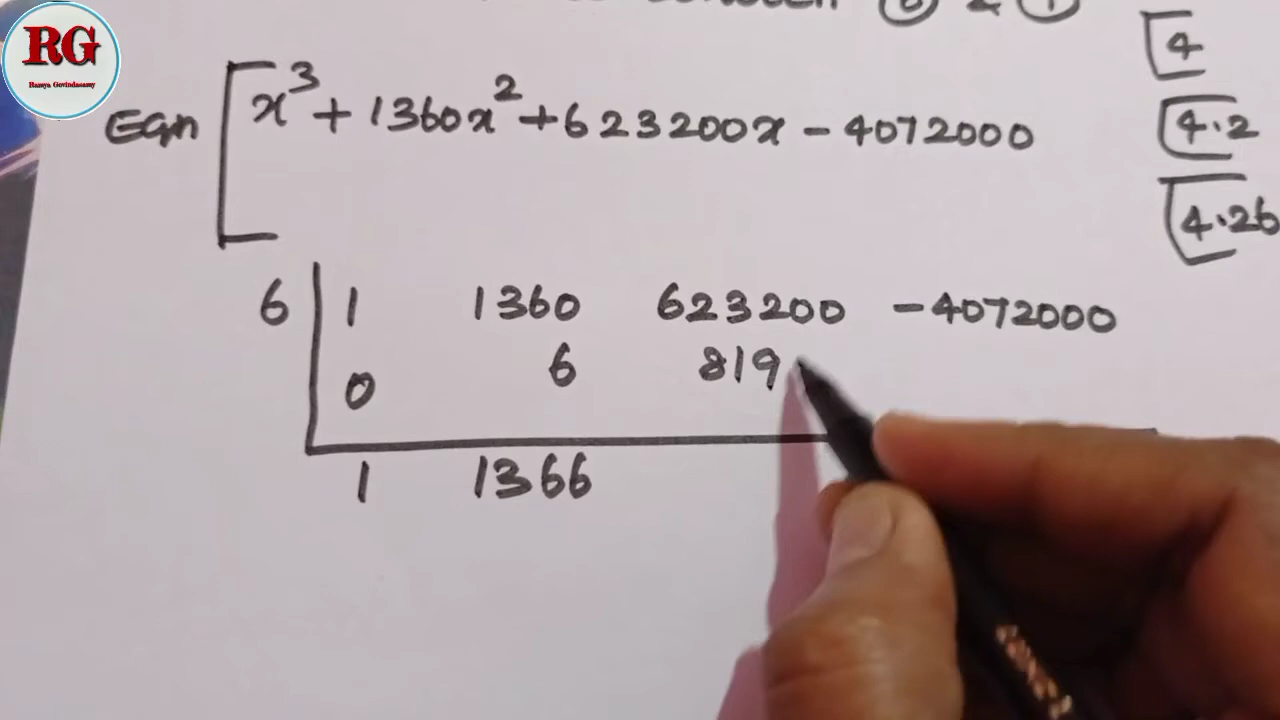 RG
Ramya Govindasamy
4
Eqn x³ + 1360x² + 623200x - 4072000
4.2
4.26
6 1 1360 623200 -4072000
0 6 819
1 1366